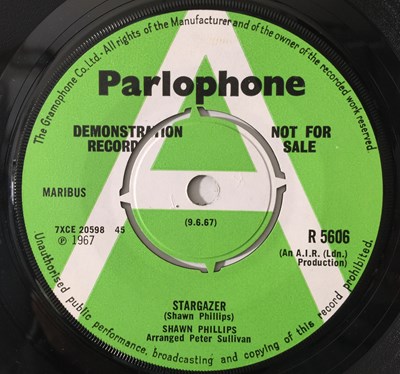 The Gramophone Co. Ltd. - All rights of the Manufacturer and of the owner of the recorded work reserved.
Parlophone
DEMONSTRATION NOT FOR
RECORD SALE
MARIBUS
(9.6.67)
7XCE 20598 45
℗ 1967
R 5606
(An A.I.R. (Ldn.)
Production)
STARGAZER
(Shawn Phillips)
SHAWN PHILLIPS
Arranged Peter Sullivan
Unauthorised public performance, broadcasting and copying of this record prohibited.
A